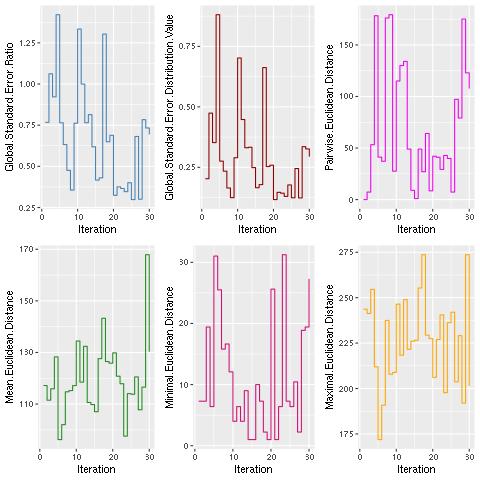 Global.Standard.Error.Ratio
1.25
1.00
0.75
0.50
0.25
0 10 20 30
Iteration
Global.Standard.Error.Distribution.Value
0.75
0.50
0.25
0 10 20 30
Iteration
Pairwise.Euclidean.Distance
150
100
50
0
0 10 20 30
Iteration
Mean.Euclidean.Distance
170
150
130
110
0 10 20 30
Iteration
Minimal.Euclidean.Distance
30
20
10
0
0 10 20 30
Iteration
Maximal.Euclidean.Distance
275
250
225
200
175
0 10 20 30
Iteration